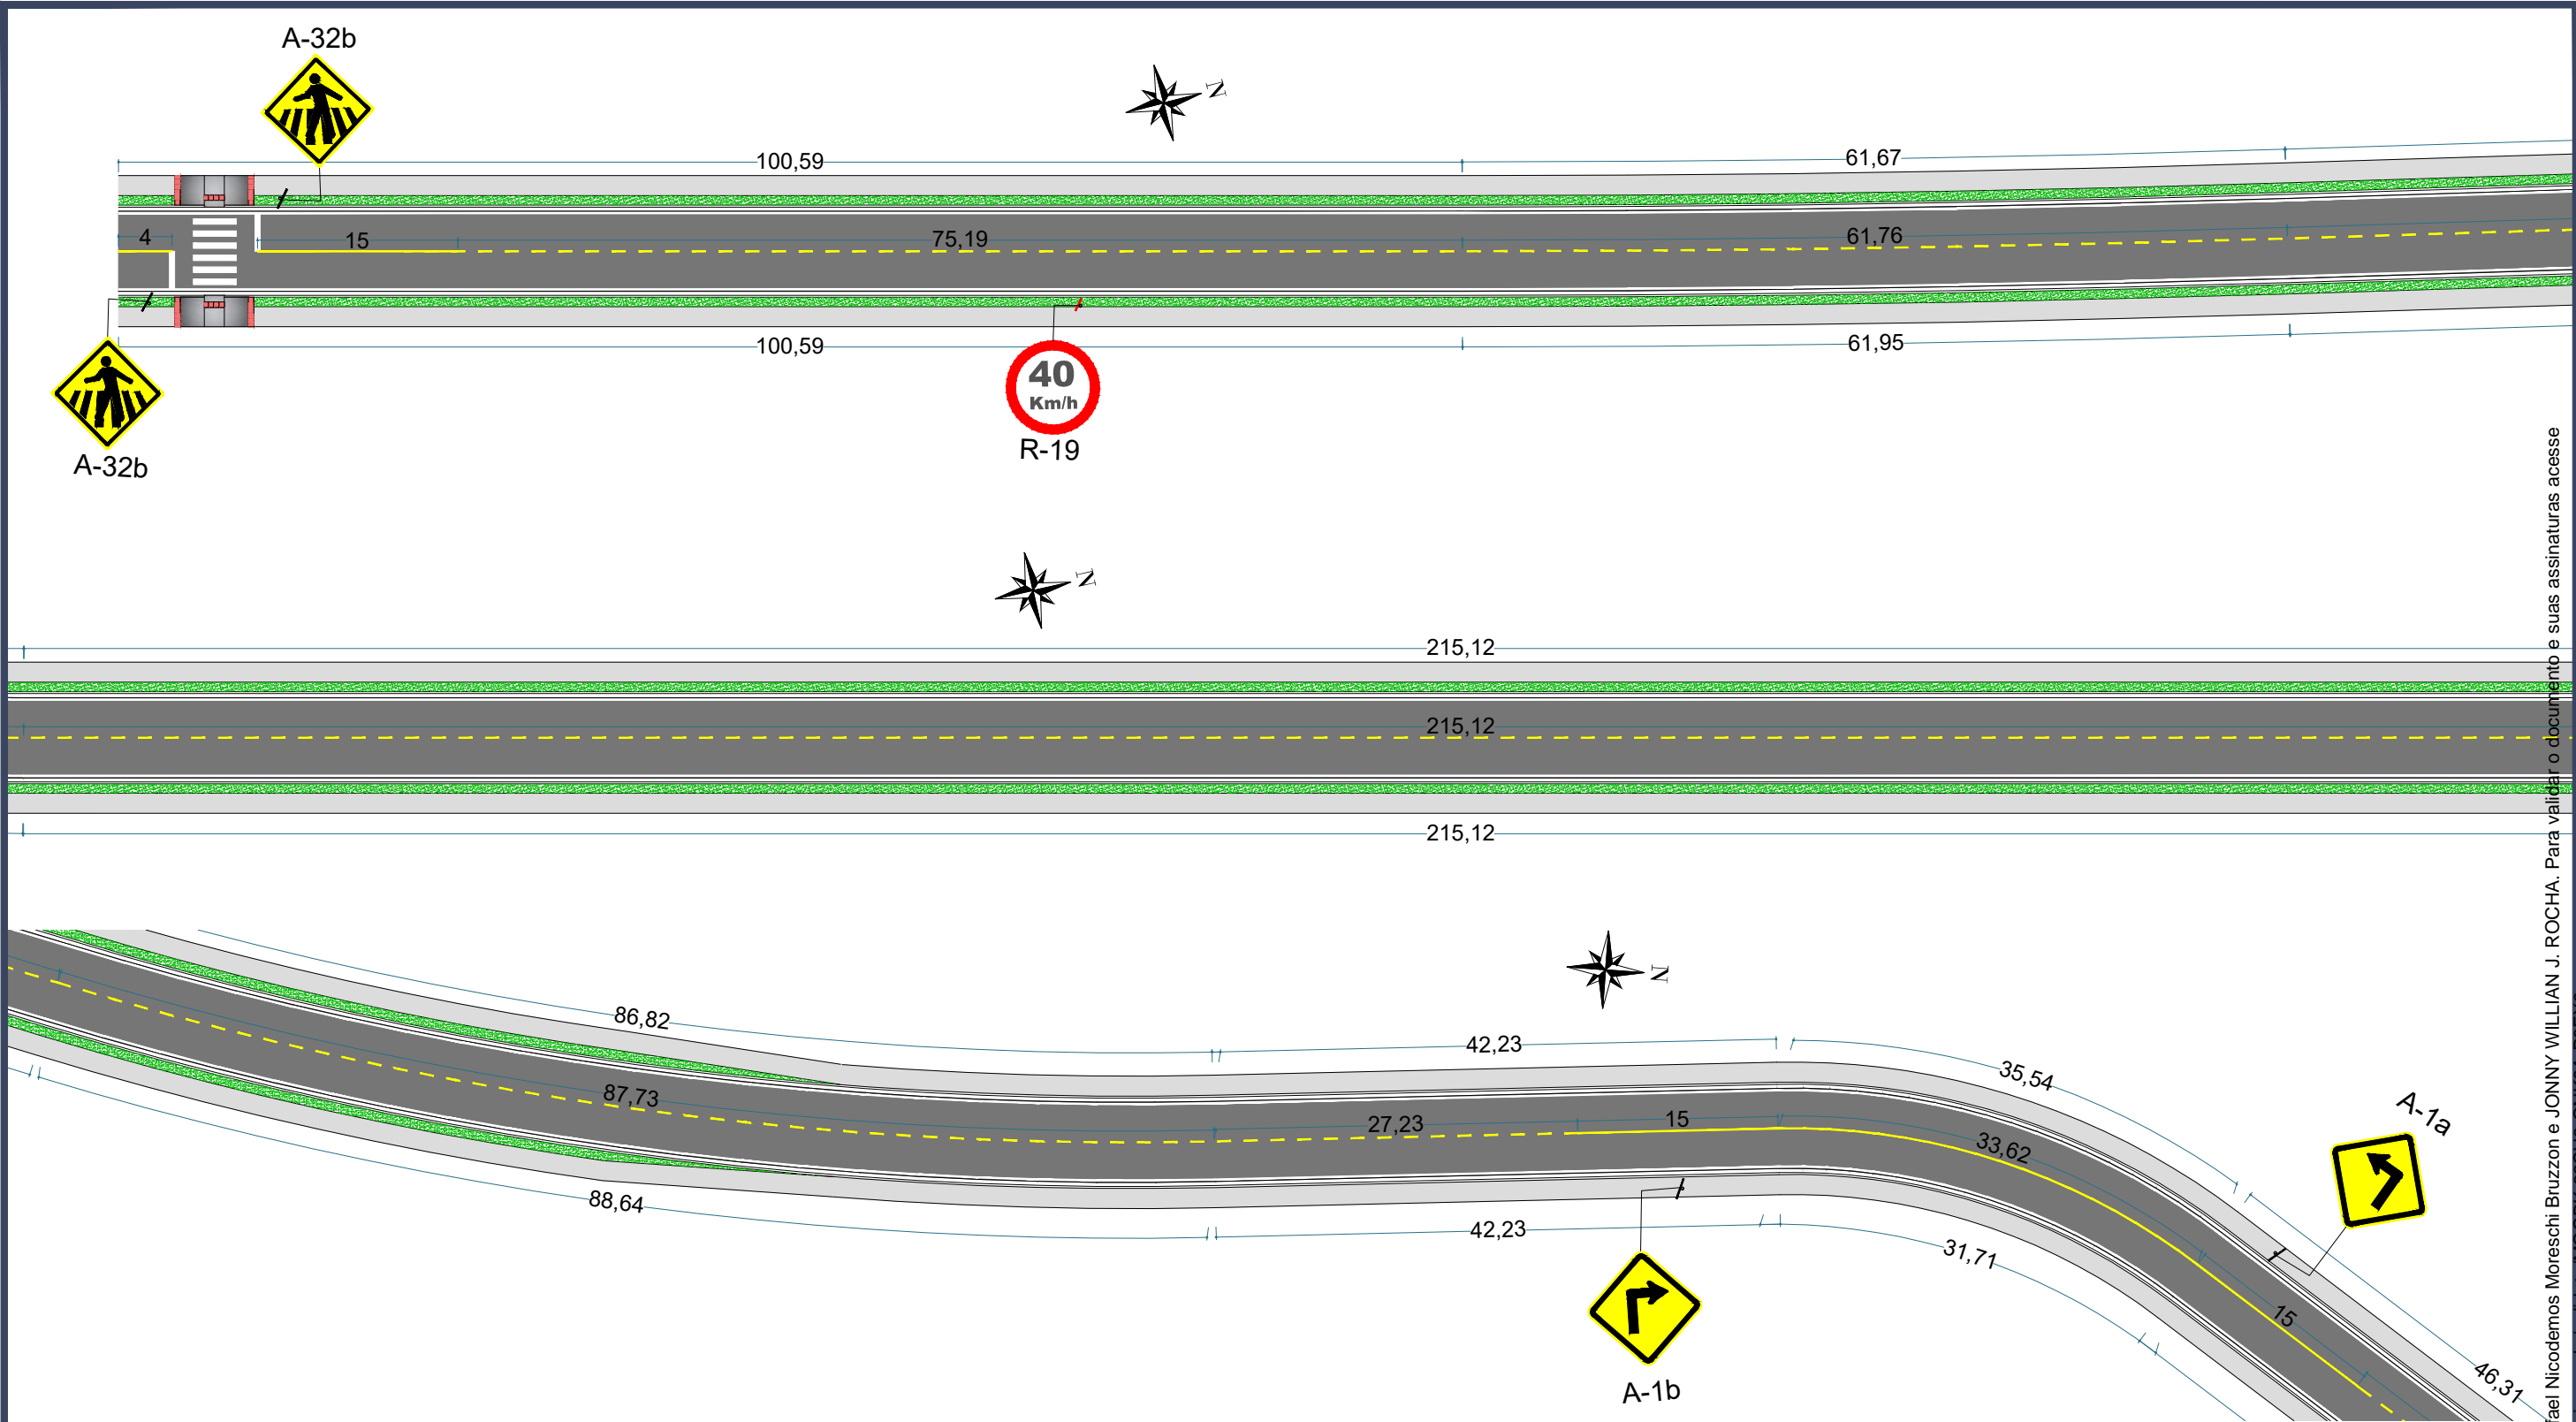 A-32b
N
100,59
61,67
4
15
75,19
61,76
100,59
61,95
40
Km/h
R-19
A-32b
N
215,12
215,12
215,12
N
86,82
42,23
35,54
A-1a
87,73
27,23
15
33,62
88,64
42,23
31,71
15
46,31
A-1b
ael Nicodemos Moreschi Bruzzon e JONNY WILLIAN J. ROCHA. Para validar o documento e suas assinaturas acesse